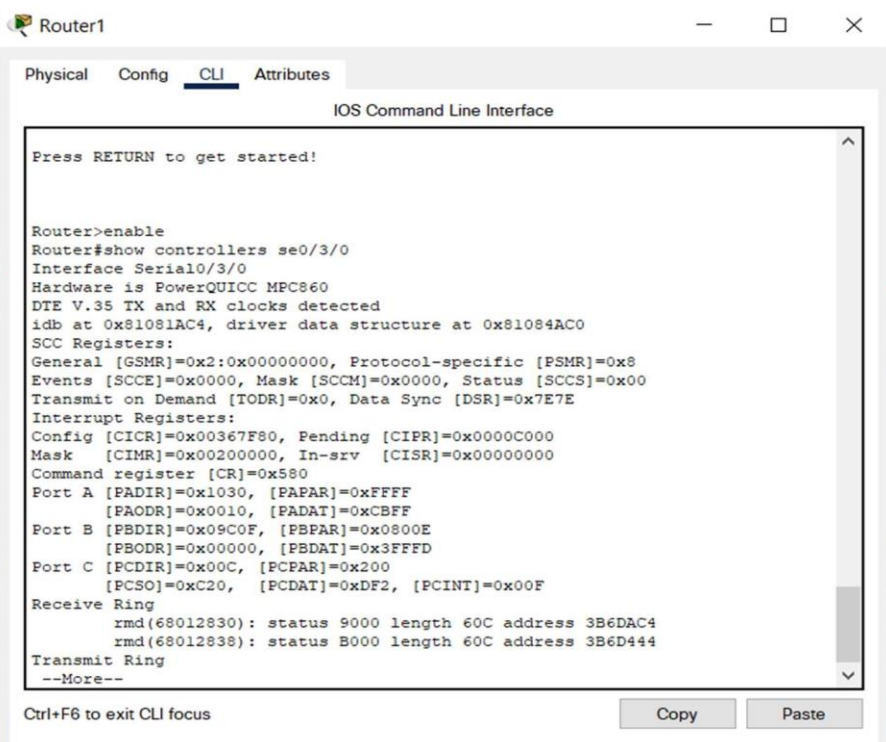 Router1
Physical Config CLI Attributes
IOS Command Line Interface
Press RETURN to get started!
Router>enable
Router#show controllers se0/3/0
Interface Serial0/3/0
Hardware is PowerQUICC MPC860
DTE V.35 TX and RX clocks detected
idb at 0x81081AC4, driver data structure at 0x81084AC0
SCC Registers:
General [GSMR]=0x2:0x00000000, Protocol-specific [PSMR]=0x8
Events [SCCE]=0x0000, Mask [SCCM]=0x0000, Status [SCCS]=0x00
Transmit on Demand [TODR]=0x0, Data Sync [DSR]=0x7E7E
Interrupt Registers:
Config [CICR]=0x00367F80, Pending [CIPR]=0x0000C000
Mask   [CIMR]=0x00200000, In-srv  [CISR]=0x00000000
Command register [CR]=0x580
Port A [PADIR]=0x1030, [PAPAR]=0xFFFF
       [PAODR]=0x0010, [PADAT]=0xCBFF
Port B [PBDIR]=0x09C0F, [PBPAR]=0x0800E
       [PBODR]=0x00000, [PBDAT]=0x3FFFD
Port C [PCDIR]=0x00C, [PCPAR]=0x200
       [PCSO]=0xC20,  [PCDAT]=0xDF2, [PCINT]=0x00F
Receive Ring
        rmd(68012830): status 9000 length 60C address 3B6DAC4
        rmd(68012838): status B000 length 60C address 3B6D444
Transmit Ring
 --More--
Ctrl+F6 to exit CLI focus
Copy Paste